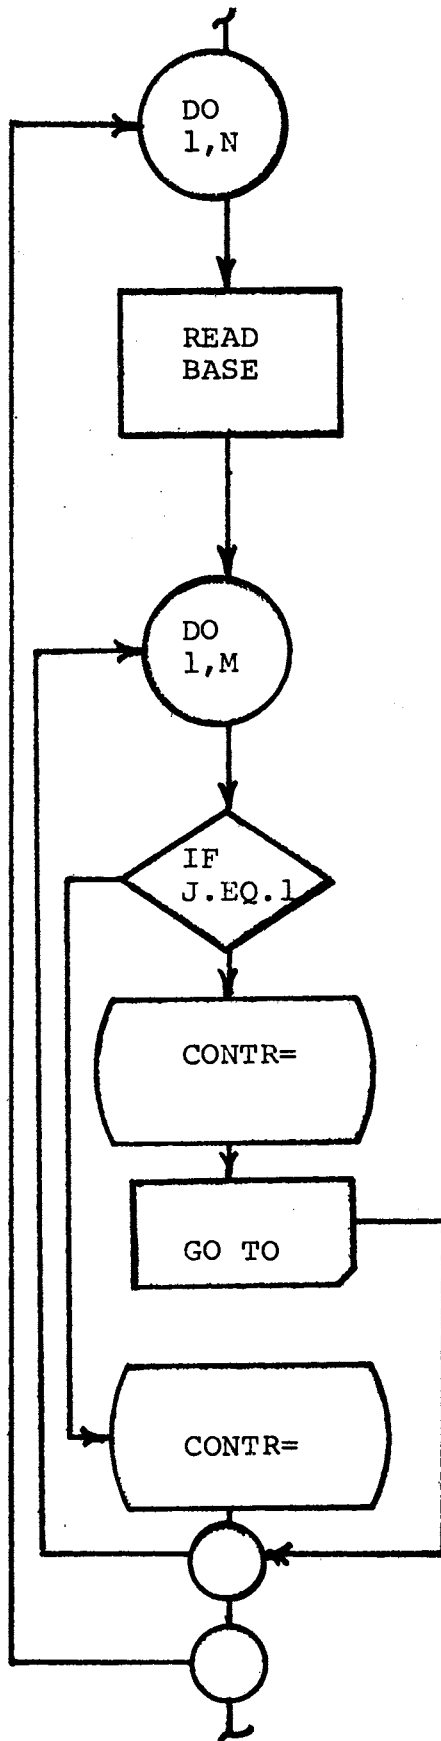 DO
1,N
READ
BASE
DO
1,M
IF
J.EQ.1
CONTR=
GO TO
CONTR=